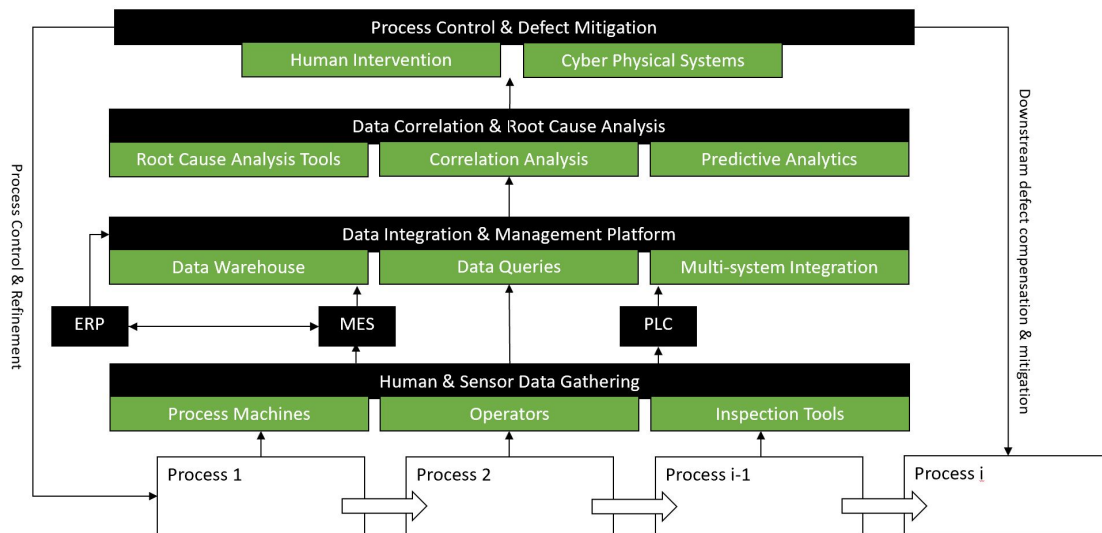 Process Control & Defect Mitigation
Human Intervention
Cyber Physical Systems
Data Correlation & Root Cause Analysis
Root Cause Analysis Tools
Correlation Analysis
Predictive Analytics
Data Integration & Management Platform
Data Warehouse
Data Queries
Multi-system Integration
ERP
MES
PLC
Human & Sensor Data Gathering
Process Machines
Operators
Inspection Tools
Process 1
Process 2
Process i-1
Process i
Process Control & Refinement
Downstream defect compensation & mitigation